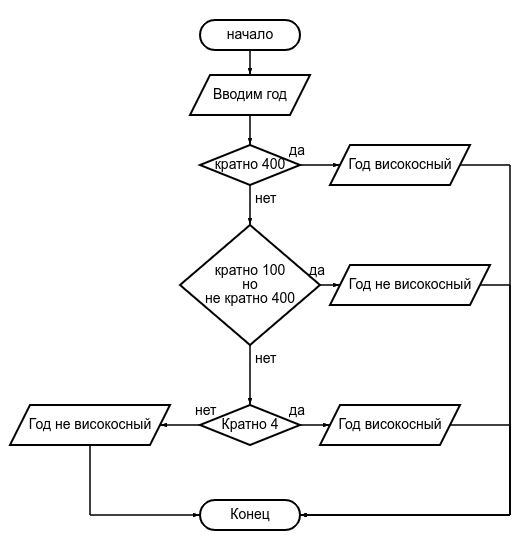 начало
Вводим год
да
кратно 400
Год високосный
нет
кратно 100
да
но
не кратно 400
Год не високосный
нет
нет
да
Год не високосный
Кратно 4
Год високосный
Конец